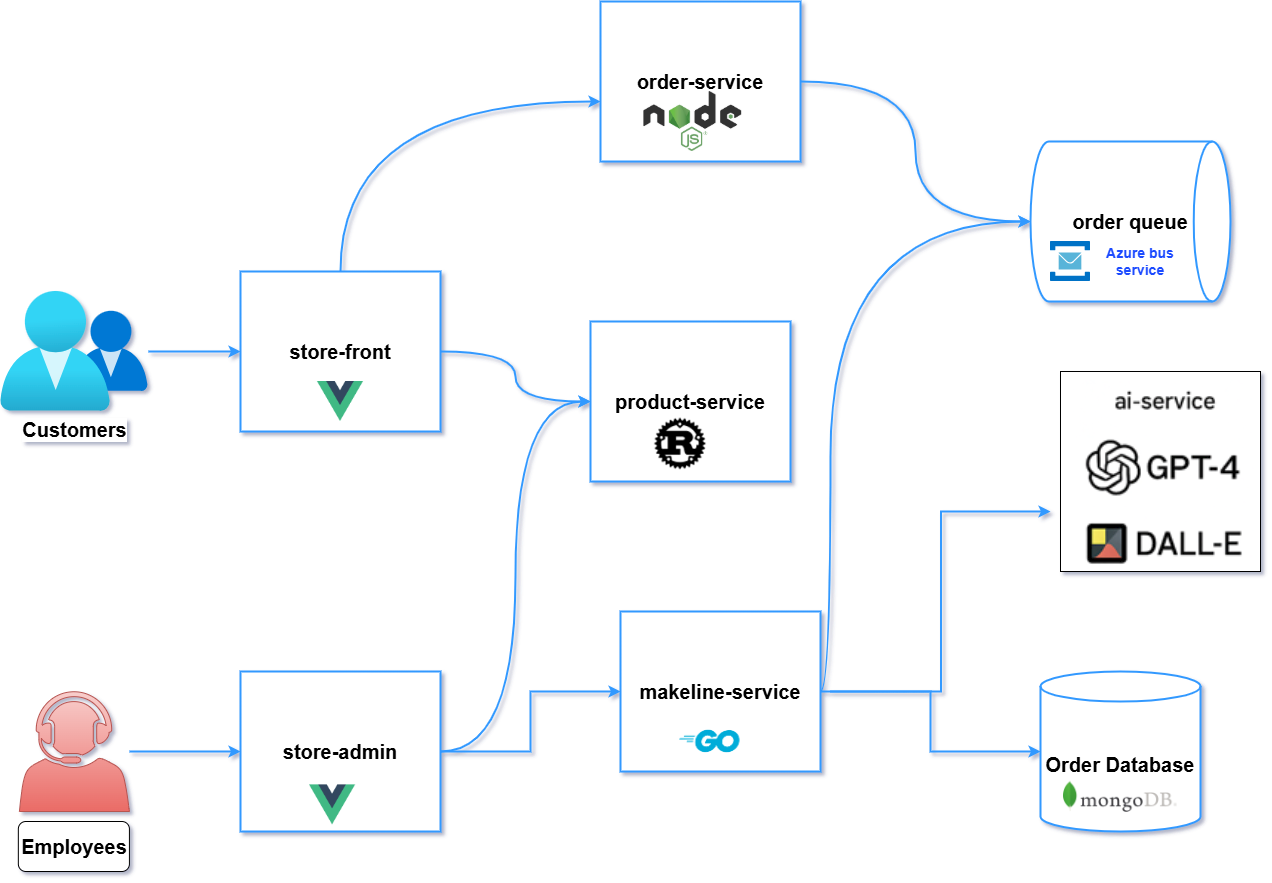 order-service
node
JS
order queue
Azure bus
service
store-front
Customers
product-service
R
ai-service
GPT-4
DALL-E
makeline-service
GO
store-admin
Order Database
mongoDB.
Employees